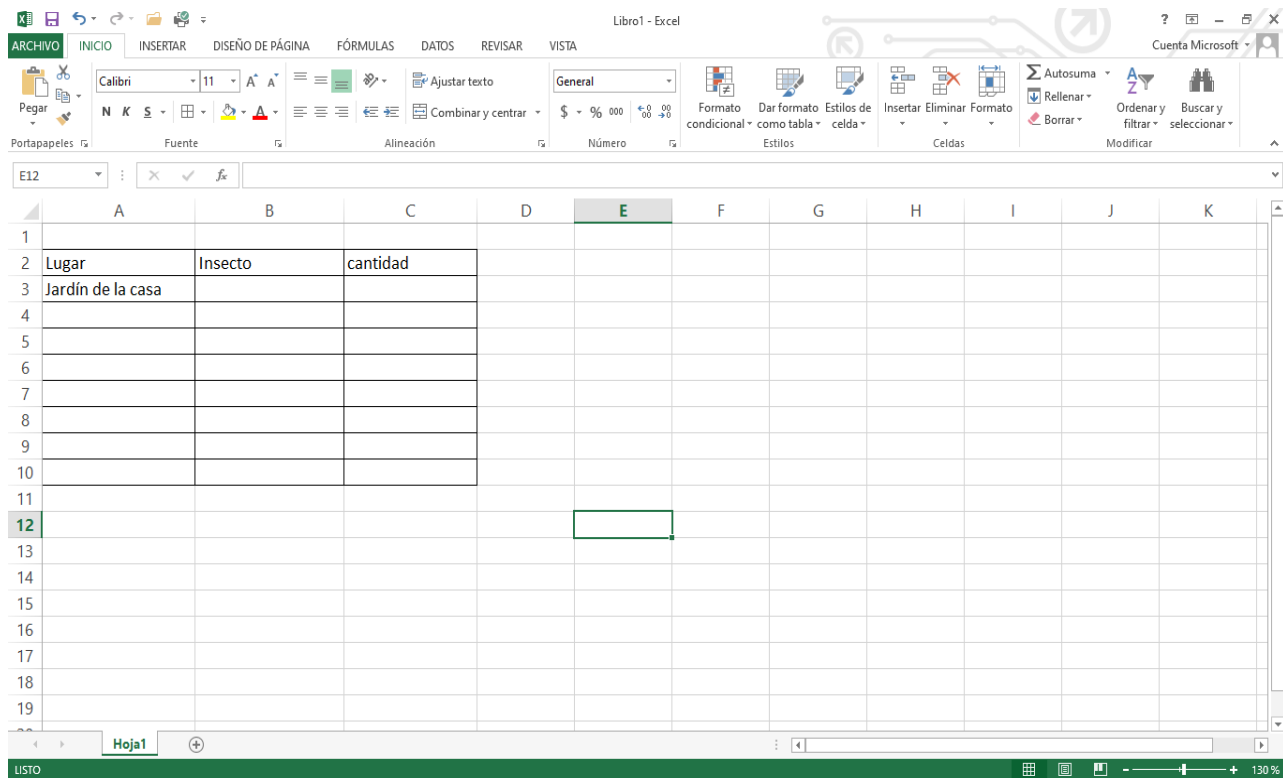 Libro1 - Excel
?
ARCHIVO INICIO INSERTAR DISEÑO DE PÁGINA FÓRMULAS DATOS REVISAR VISTA Cuenta Microsoft
Pegar
Portapapeles
Calibri 11 A A
N K S A
Fuente
Ajustar texto
Combinar y centrar
Alineación
General
$ % 000 ,0 ,00 ,00 ,0
Número
Formato condicional
Dar formato como tabla
Estilos de celda
Estilos
Insertar Eliminar Formato
Celdas
Autosuma
Rellenar
Borrar
Ordenar y filtrar
Buscar y seleccionar
Modificar
E12 fx
A B C D E F G H I J K
1
2 Lugar Insecto cantidad
3 Jardín de la casa
4
5
6
7
8
9
10
11
12
13
14
15
16
17
18
19
Hoja1
LISTO 130 %